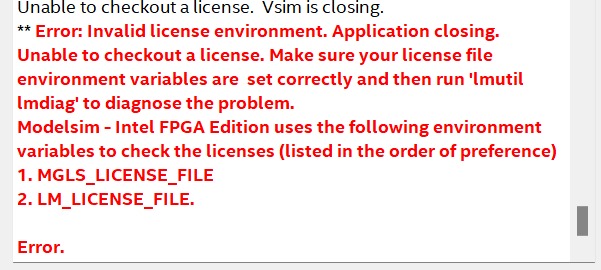 Unable to checkout a license.  Vsim is closing.
** Error: Invalid license environment. Application closing.
Unable to checkout a license. Make sure your license file
environment variables are  set correctly and then run 'lmutil
lmdiag' to diagnose the problem.
Modelsim - Intel FPGA Edition uses the following environment
variables to check the licenses (listed in the order of preference)
1. MGLS_LICENSE_FILE
2. LM_LICENSE_FILE.
Error.